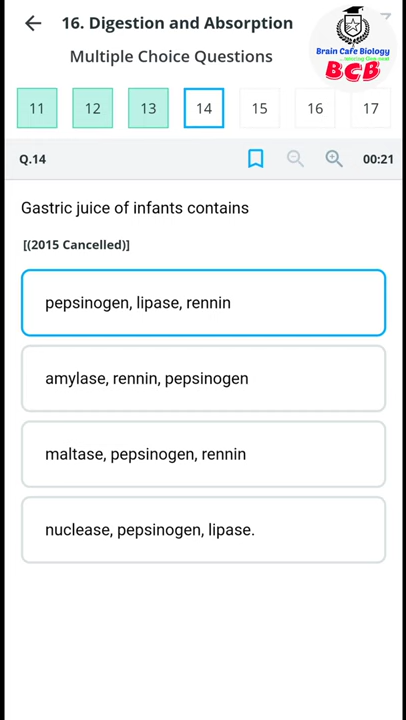 16. Digestion and Absorption
Multiple Choice Questions
Brain Cafe Biology
BCB
11 12 13 14 15 16 17
Q.14 00:21
Gastric juice of infants contains
[(2015 Cancelled)]
pepsinogen, lipase, rennin
amylase, rennin, pepsinogen
maltase, pepsinogen, rennin
nuclease, pepsinogen, lipase.